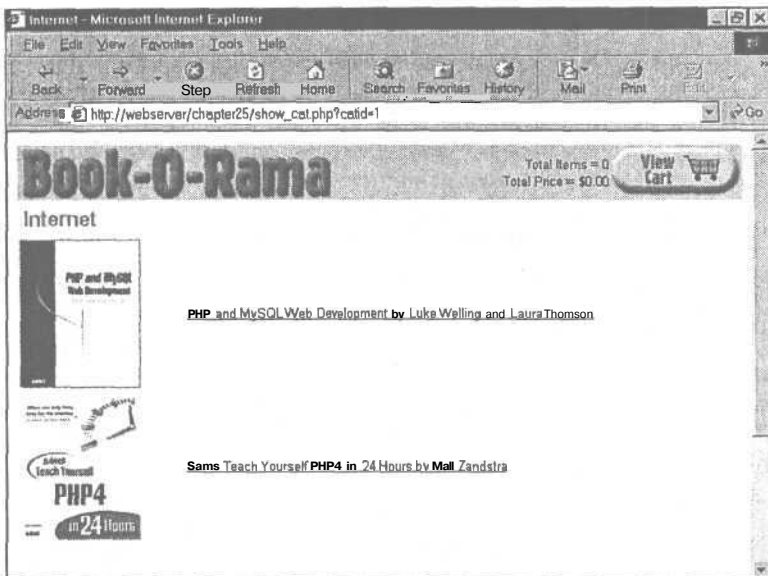 Internet - Microsoft Internet Explorer
File Edit View Favorites Tools Help
Back Forward Step Refresh Home Search Favorites History Mail Print Edit
Address http://webserver/chapter25/show_cat.php?catid=1 Go
Book-O-Rama
Total Items = 0
Total Price = $0.00
View Cart
Internet
PHP and MySQL
Web Development
PHP and MySQL Web Development by Luke Welling and Laura Thomson
Teach Yourself
PHP4
in 24 Hours
Sams Teach Yourself PHP4 in 24 Hours by Mall Zandstra